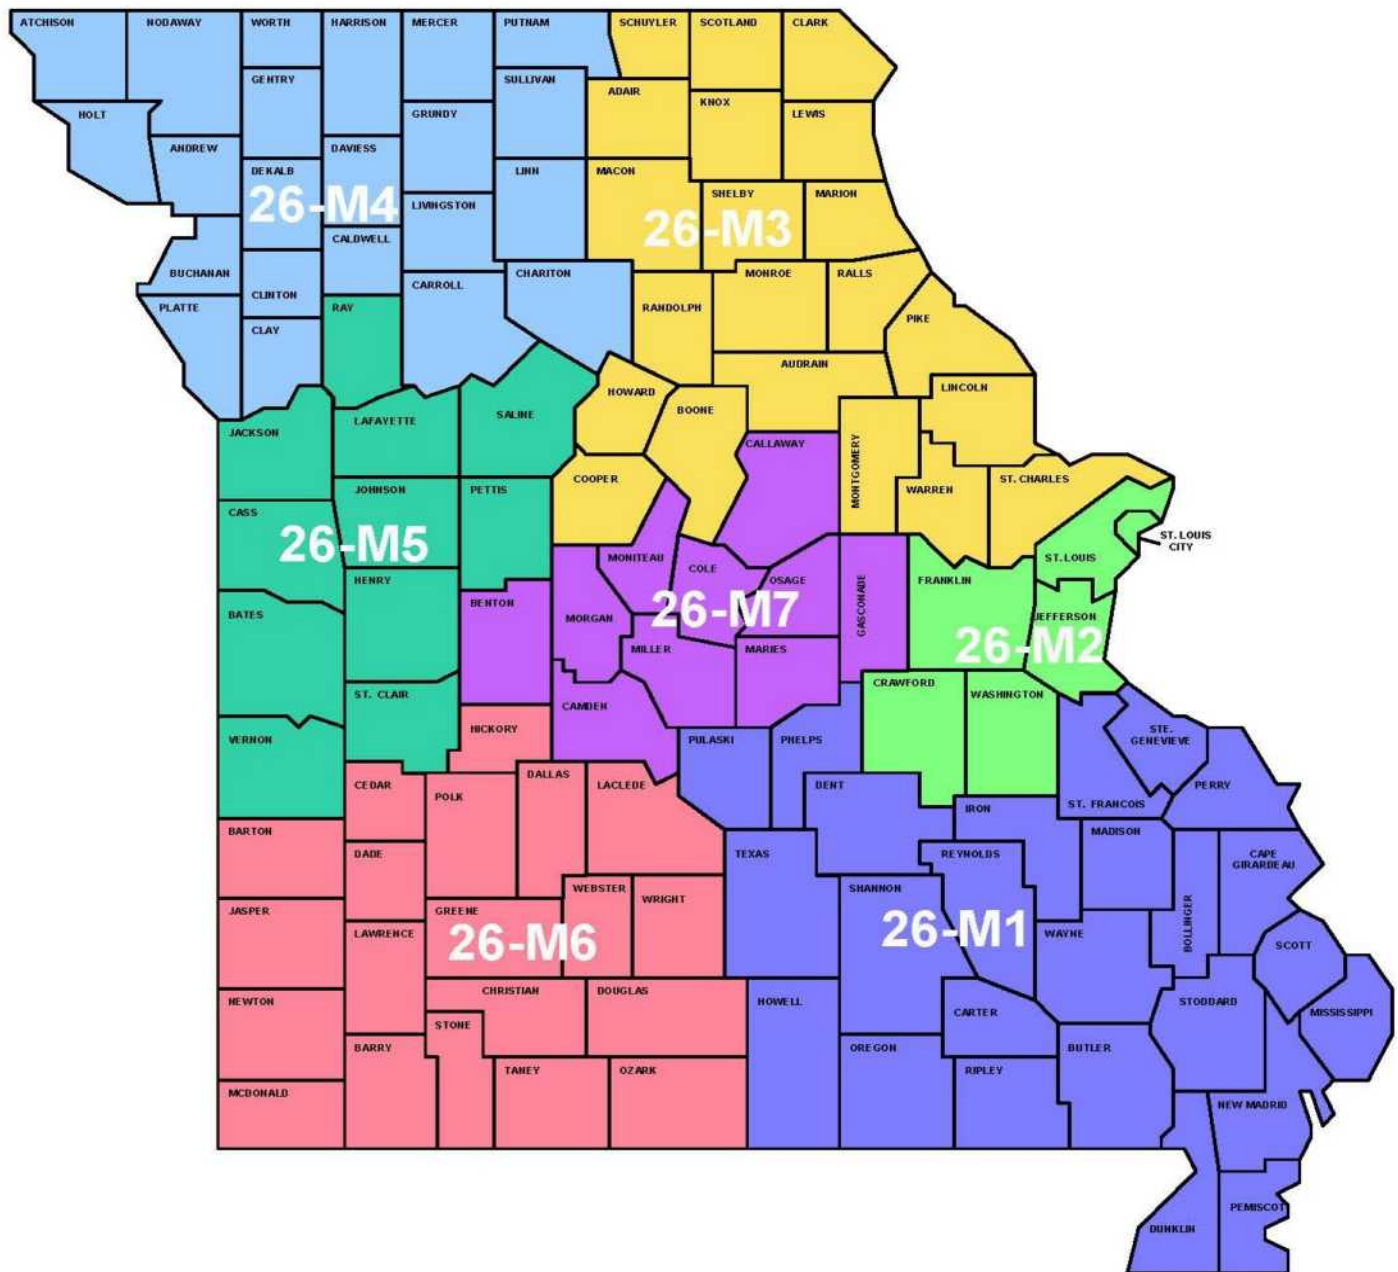 ATCHISON
NODAWAY
WORTH
HARRISON
MERCER
PUTNAM
SCHUYLER
SCOTLAND
CLARK
GENTRY
SULLIVAN
ADAIR
KNOX
HOLT
GRUNDY
LEWIS
ANDREW
DEKALB
DAVIESS
LINN
MACON
26-M4
SHELBY
MARION
LIVINGSTON
26-M3
CALDWELL
BUCHANAN
CLINTON
CARROLL
CHARITON
MONROE
RALLS
PLATTE
RAY
RANDOLPH
PIKE
CLAY
AUDRAIN
LINCOLN
HOWARD
BOONE
JACKSON
LAFAYETTE
SALINE
CALLAWAY
MONTGOMERY
COOPER
WARREN
ST. CHARLES
JOHNSON
PETTIS
CASS
26-M5
ST. LOUIS
CITY
ST. LOUIS
MONITEAU
COLE
OSAGE
HENRY
FRANKLIN
GASCONADE
BENTON
26-M7
BATES
MORGAN
JEFFERSON
26-M2
MILLER
MARIES
CRAWFORD
WASHINGTON
ST. CLAIR
CAMDEN
HICKORY
VERNON
PULASKI
PHELPS
STE.
GENEVIEVE
CEDAR
POLK
DALLAS
LACLEDE
DENT
PERRY
IRON
ST. FRANCOIS
BARTON
MADISON
DADE
TEXAS
REYNOLDS
CAPE
GIRARDEAU
WEBSTER
SHANNON
WRIGHT
JASPER
GREENE
BOLLINGER
LAWRENCE
26-M6
26-M1
WAYNE
SCOTT
CHRISTIAN
DOUGLAS
NEWTON
HOWELL
STODDARD
CARTER
MISSISSIPPI
STONE
BARRY
OREGON
BUTLER
TANEY
OZARK
RIPLEY
MCDONALD
NEW MADRID
PEMISCOT
DUNKLIN